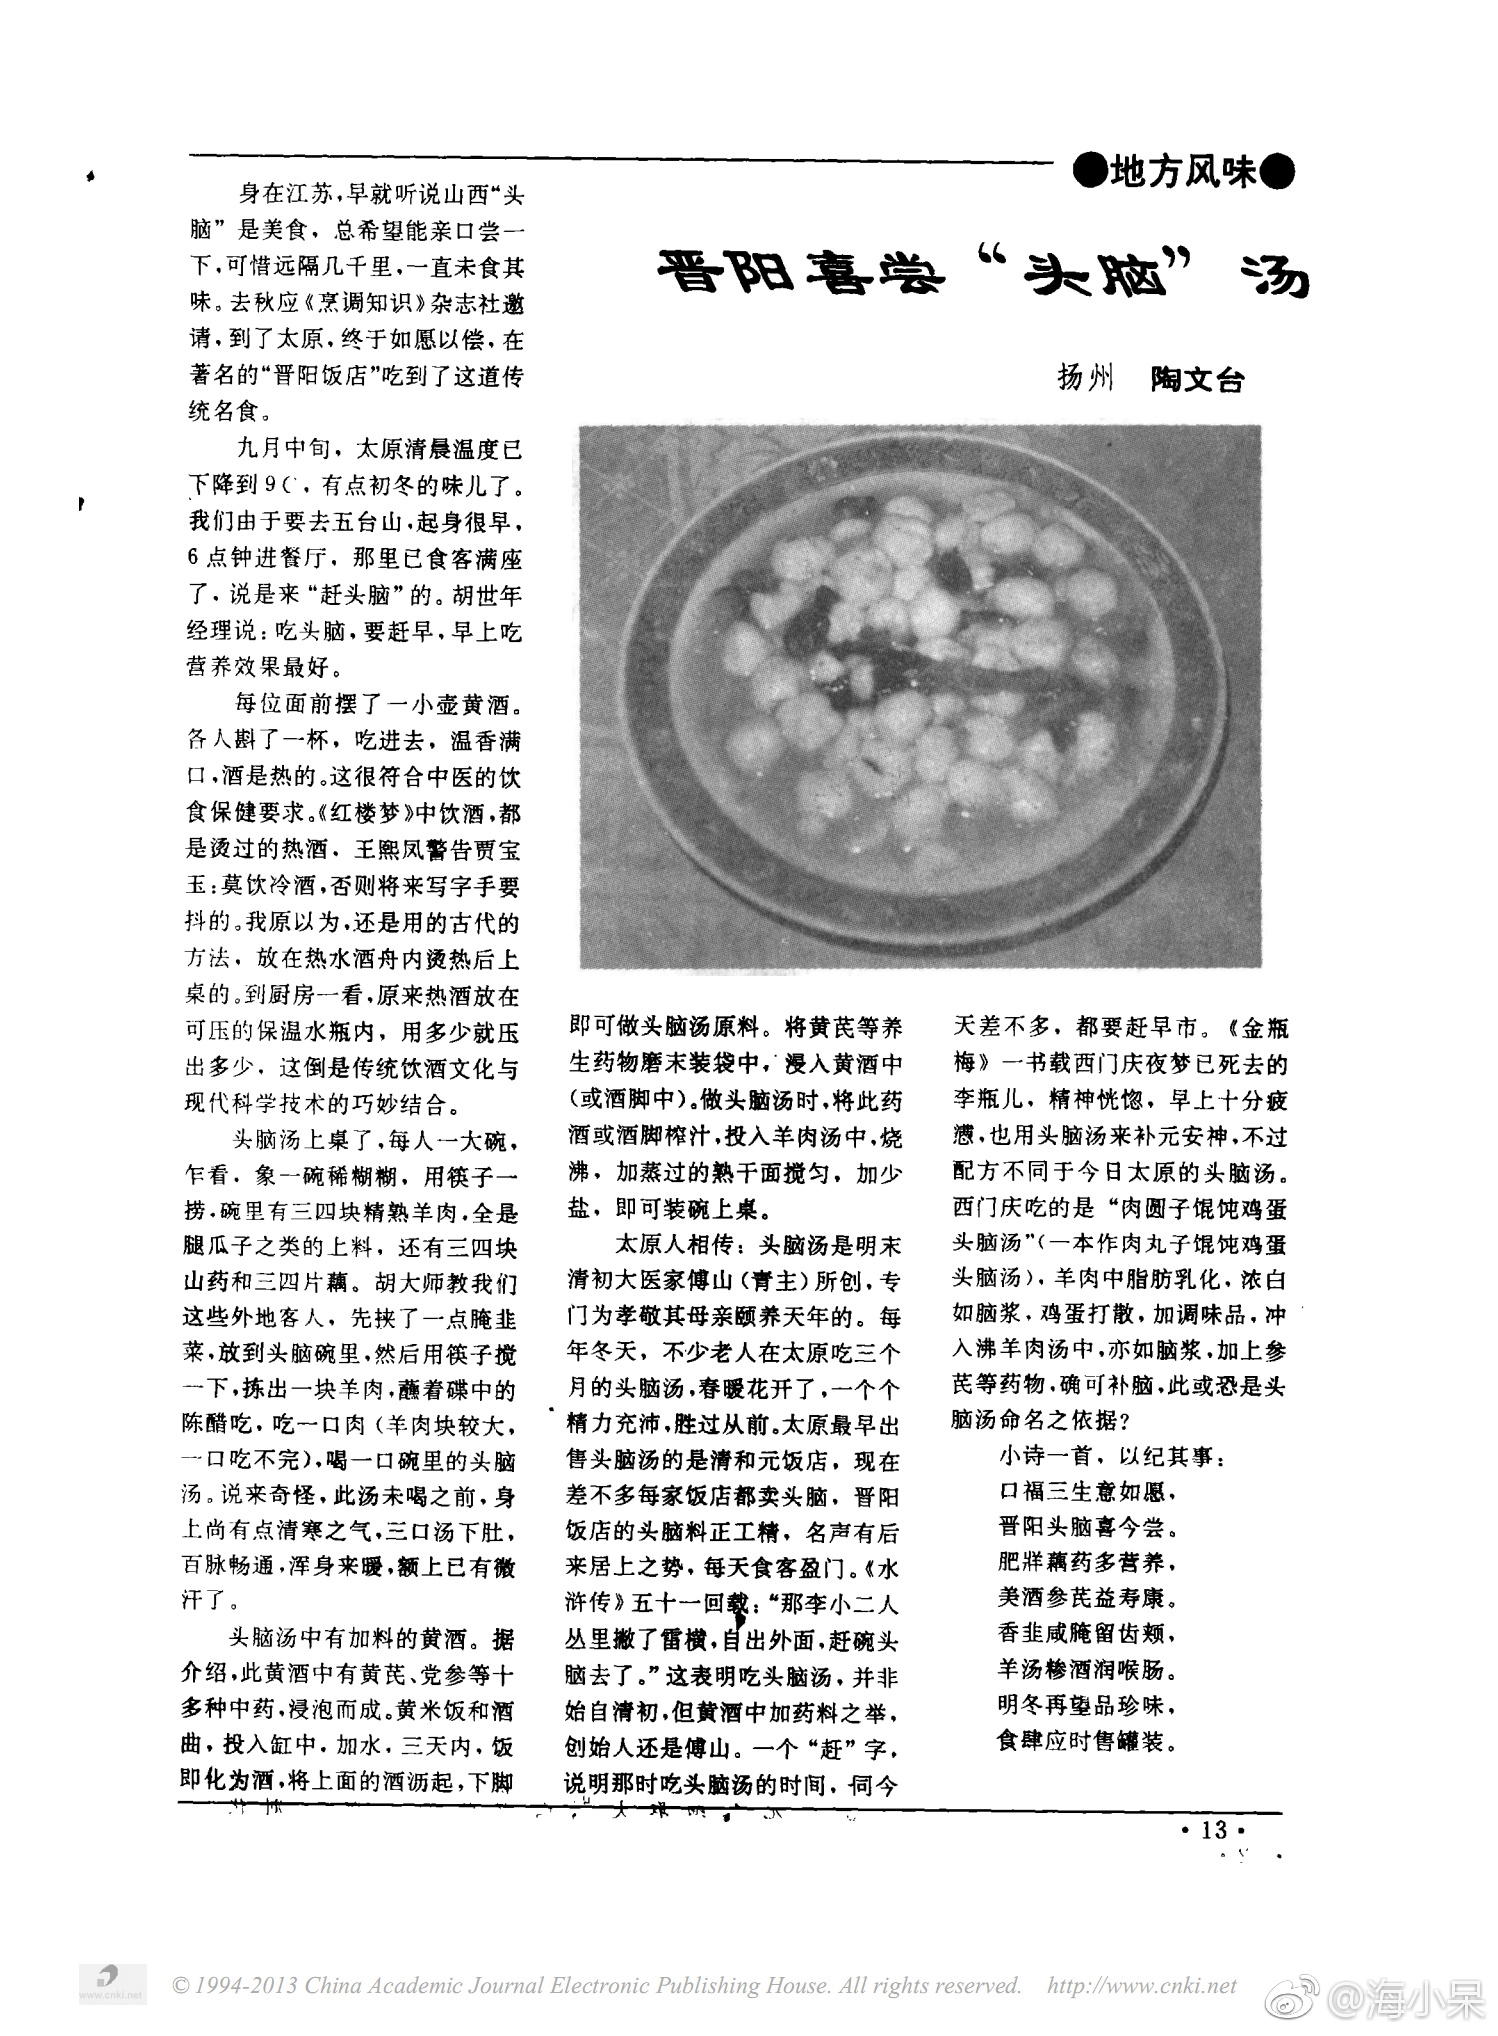 ●地方风味●
晋阳喜尝“头脑”汤
扬州 陶文台
身在江苏,早就听说山西“头
脑”是美食，总希望能亲口尝一
下,可惜远隔几千里,一直未食其
味。去秋应《烹调知识》杂志社邀
请,到了太原,终于如愿以偿,在
著名的“晋阳饭店”吃到了这道传
统名食。
九月中旬，太原清晨温度已
下降到9C，有点初冬的味儿了。
我们由于要去五台山,起身很早,
6点钟进餐厅，那里已食客满座
了，说是来“赶头脑”的。胡世年
经理说：吃头脑,要赶早,早上吃
营养效果最好。
每位面前摆了一小壶黄酒。
各人斟了一杯，吃进去，温香满
口,酒是热的。这很符合中医的饮
食保健要求。《红楼梦》中饮酒,都
是烫过的热酒．王熙凤警告贾宝
玉：莫饮冷酒,否则将来写字手要
抖的。我原以为,还是用的古代的
方法，放在热水酒舟内烫热后上
桌的。到厨房一看,原来热酒放在
可压的保温水瓶内，用多少就压
出多少．这倒是传统饮酒文化与
现代科学技术的巧妙结合。
头脑汤上桌了,每人一大碗,
乍看．象一碗稀糊糊，用筷子一
捞．碗里有三四块精熟羊肉．全是
腿瓜子之类的上料，还有三四块
山药和三四片藕。胡大师教我们
这些外地客人，先挟了一点腌韭
菜,放到头脑碗里,然后用筷子搅
一下,拣出一块羊肉,蘸着碟中的
陈醋吃，吃一口肉（羊肉块较大，
一口吃不完),喝一口碗里的头脑
汤。说来奇怪,此汤未喝之前,身
上尚有点清寒之气,三口汤下肚,
百脉畅通,浑身来暖,额上已有微
汗了。
头脑汤中有加料的黄酒。据
介绍,此黄酒中有黄芪、党参等十
多种中药,浸泡而成。黄米饭和酒
曲，投入缸中．加水，三天内，饭
即化为酒,将上面的酒沥起,下脚
即可做头脑汤原料。将黄芪等养
生药物磨末装袋中，浸入黄酒中
(或酒脚中)。做头脑汤时,将此药
酒或酒脚榨汁,投入羊肉汤中,烧
沸，加蒸过的熟干面搅匀，加少
盐，即可装碗上桌。
太原人相传：头脑汤是明末
清初大医家傅山(青主)所创,专
门为孝敬其母亲颐养天年的。每
年冬天，不少老人在太原吃三个
月的头脑汤,春暖花开了,一个个
精力充沛,胜过从前。太原最早出
售头脑汤的是清和元饭店，现在
差不多每家饭店都卖头脑，晋阳
饭店的头脑料正工精，名声有后
来居上之势，每天食客盈门。《水
浒传》五十一回载：“那李小二人
丛里撇了雷横,自出外面,赶碗头
脑去了。”这表明吃头脑汤，并非
始自清初,但黄酒中加药料之举,
创始人还是傅山。一个“赶”字，
说明那时吃头脑汤的时间．同今
天差不多，都要赶早市。《金瓶
梅》一书载西门庆夜梦已死去的
李瓶儿，精神恍惚，早上十分疲
惫,也用头脑汤来补元安神,不过
配方不同于今日太原的头脑汤。
西门庆吃的是“肉圆子馄饨鸡蛋
头脑汤”(一本作肉丸子馄饨鸡蛋
头脑汤)，羊肉中脂肪乳化，浓白
如脑浆．鸡蛋打散，加调味品，冲
入沸羊肉汤中,亦如脑浆,加上参
芪等药物,确可补脑,此或恐是头
脑汤命名之依据?
小诗一首，以纪其事：
口福三生意如愿，
晋阳头脑喜今尝。
肥牂藕药多营养，
美酒参芪益寿康。
香韭咸腌留齿颊，
羊汤糁酒润喉肠。
明冬再望品珍味，
食肆应时售罐装。
·13·
www.cnki.net
© 1994-2013 China Academic Journal Electronic Publishing House. All rights reserved. http://www.cnki.net
@海小呆